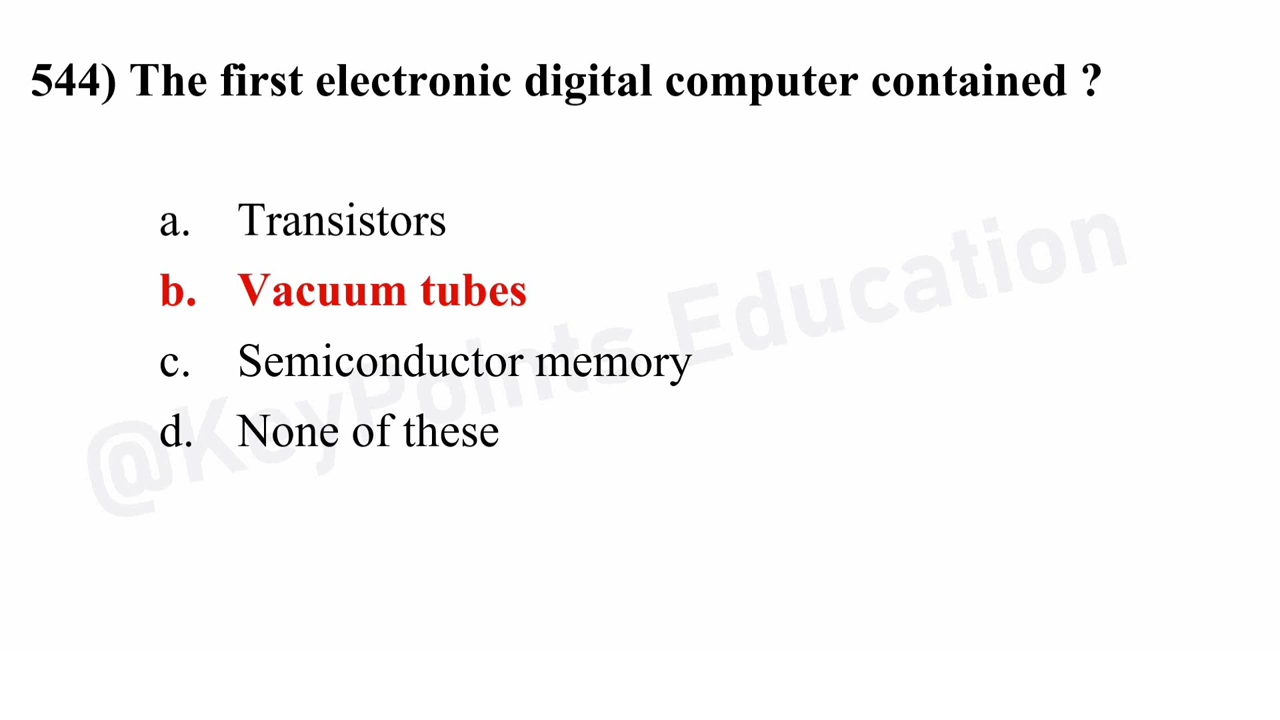 544) The first electronic digital computer contained ?
a. Transistors
b. Vacuum tubes
c. Semiconductor memory
d. None of these
@KeyPoints Education